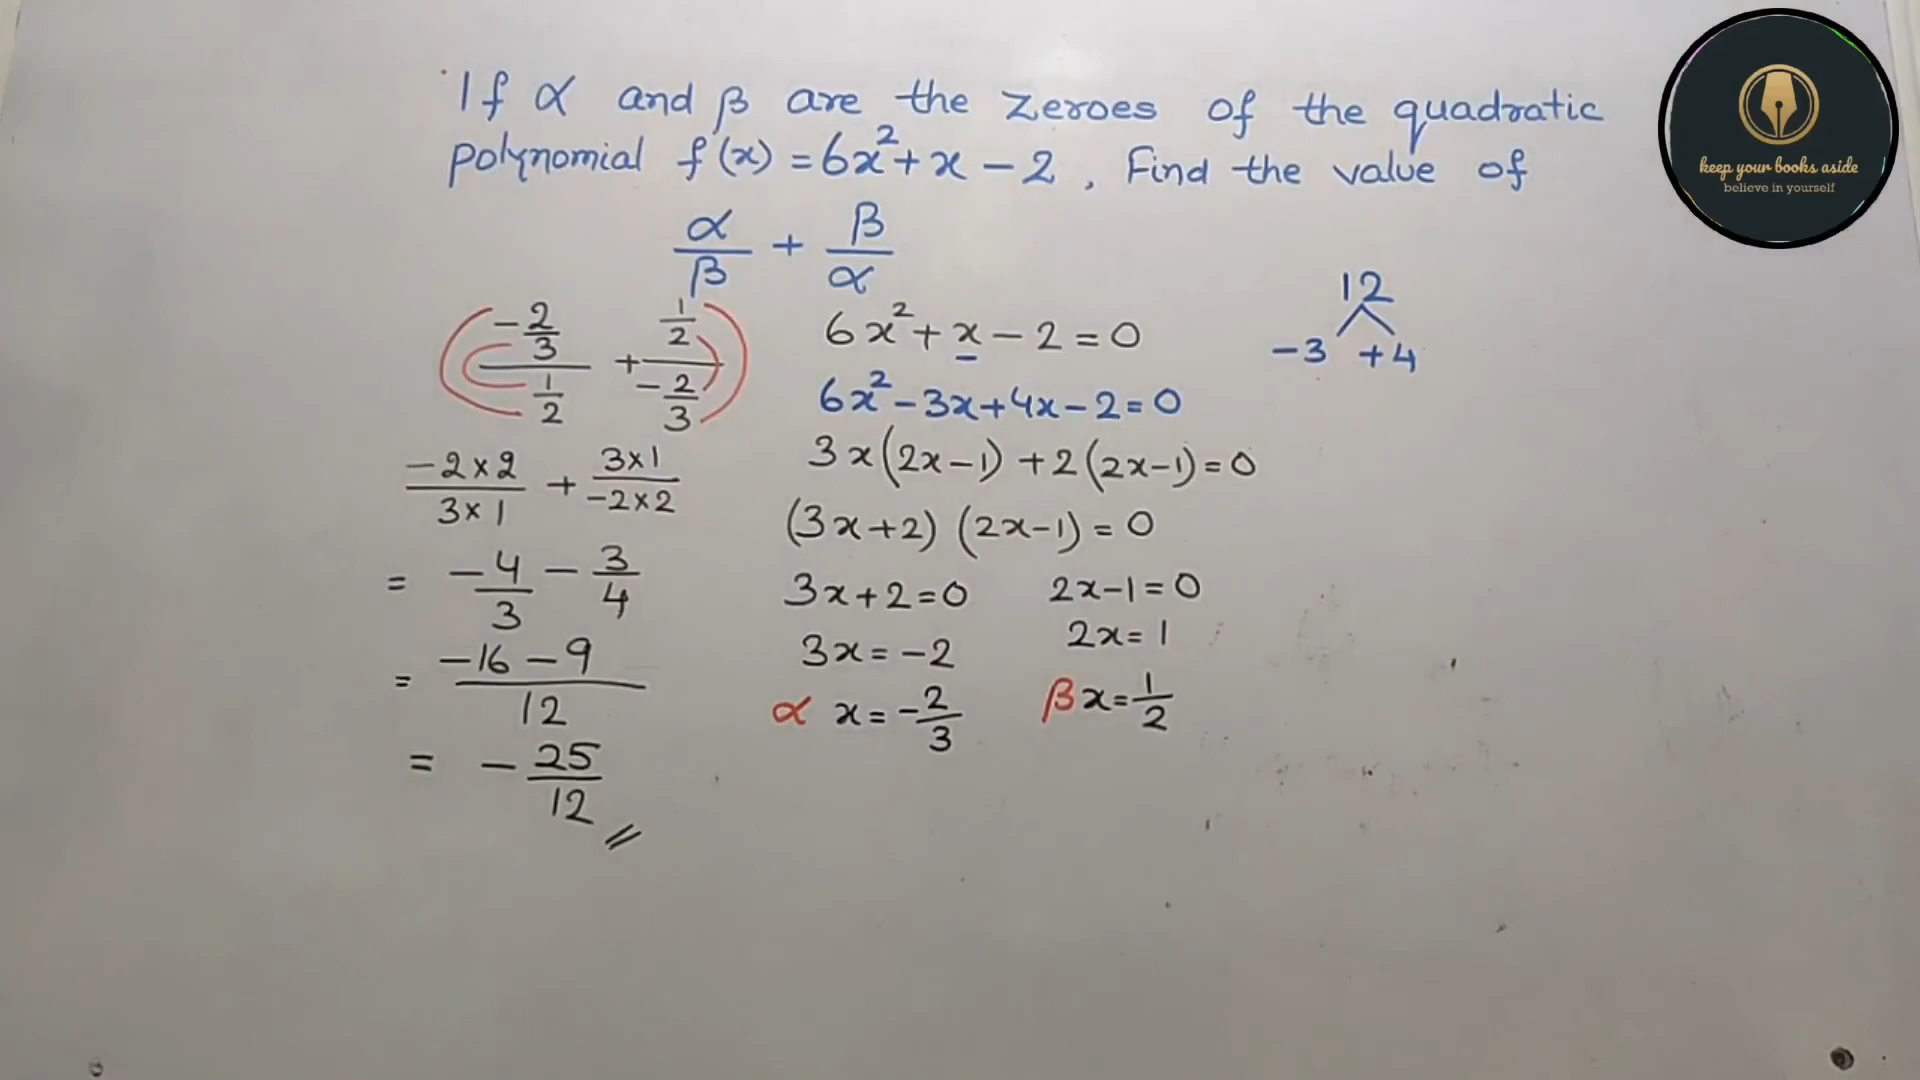 If α and β are the zeroes of the quadratic
polynomial f(x) = 6x² + x - 2, Find the value of
α/β + β/α
(-2/3)/(1/2) + (1/2)/(-2/3)
-2×2/3×1 + 3×1/-2×2
= -4/3 - 3/4
= -16-9/12
= -25/12
6x² + x - 2 = 0
6x² - 3x + 4x - 2 = 0
3x(2x-1) + 2(2x-1) = 0
(3x+2) (2x-1) = 0
3x+2=0 2x-1=0
3x = -2 2x = 1
α x = -2/3 β x = 1/2
12
-3 +4
keep your books aside
believe in yourself